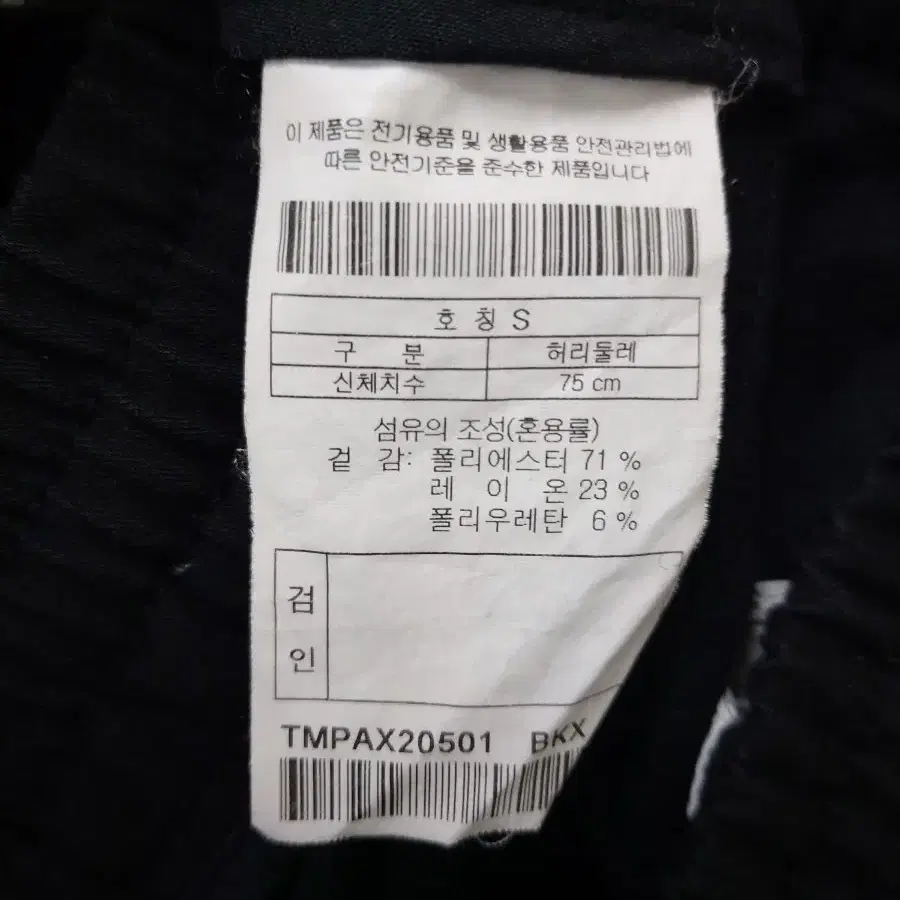 이 제품은 전기용품 및 생활용품 안전관리법에
따른 안전기준을 준수한 제품입니다
호 칭 S
구 분 허리둘레
신체치수 75 cm
섬유의 조성(혼용률)
겉 감: 폴리에스터 71 %
레 이 온 23 %
폴리우레탄 6 %
검
인
TMPAX20501 BKX